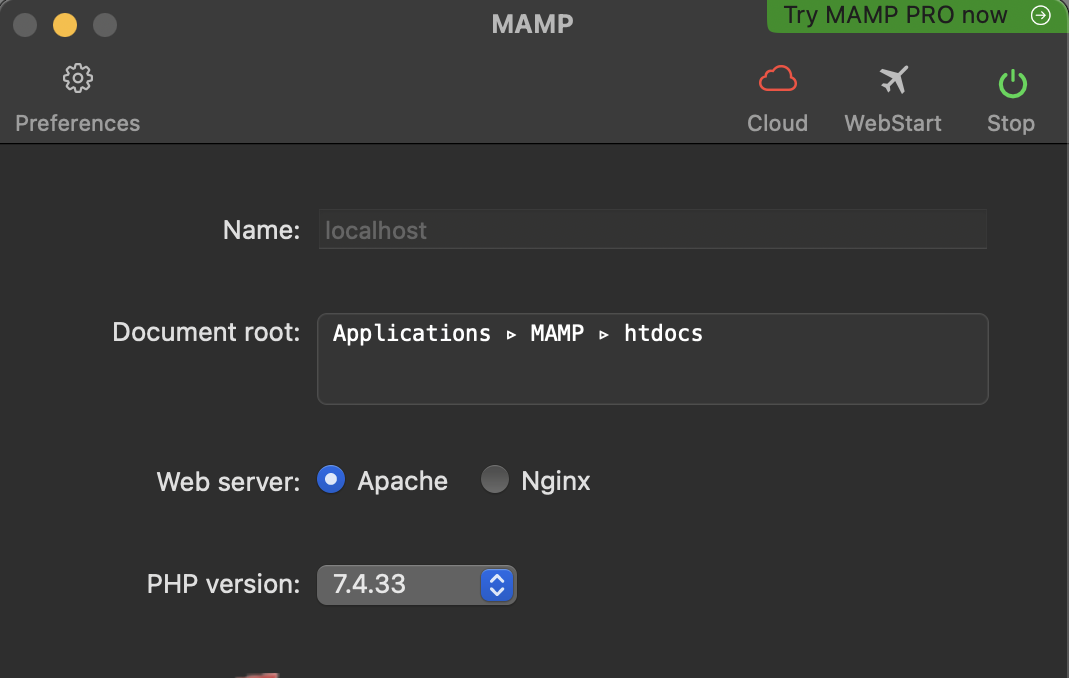 MAMP
Try MAMP PRO now
Preferences
Cloud
WebStart
Stop
Name: localhost
Document root: Applications ▹ MAMP ▹ htdocs
Web server: Apache Nginx
PHP version: 7.4.33